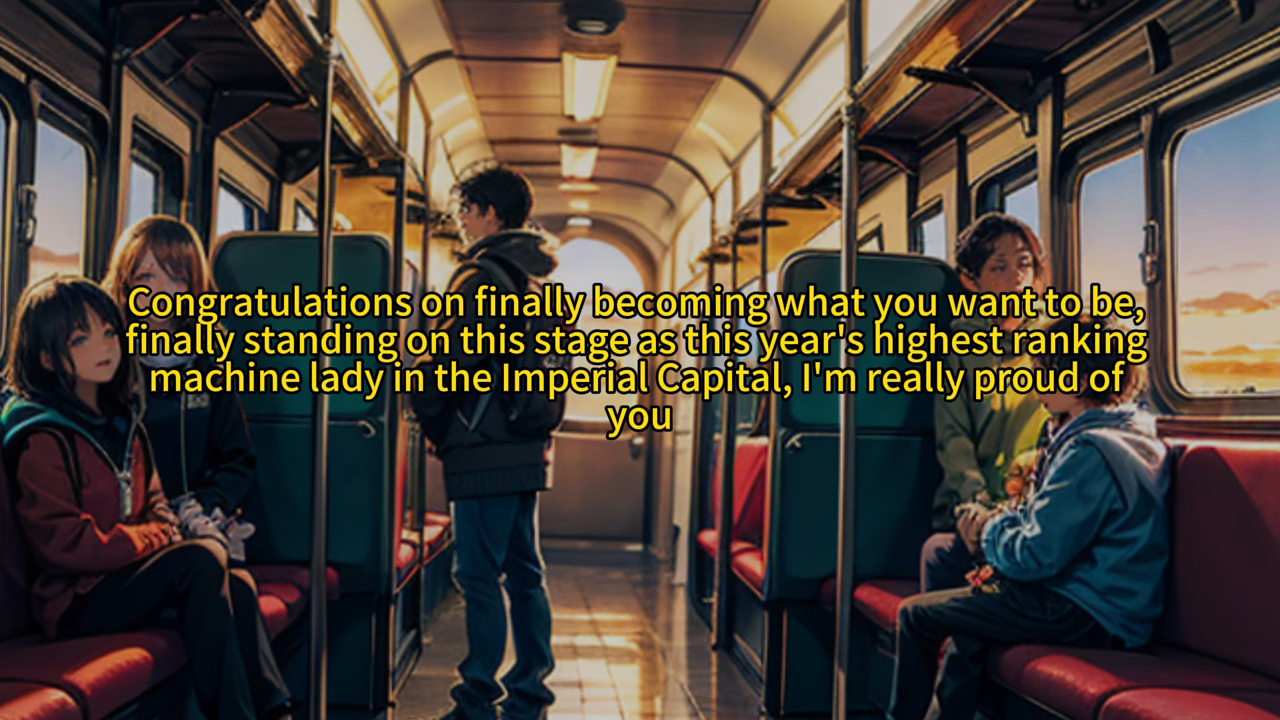 Congratulations on finally becoming what you want to be,
finally standing on this stage as this year's highest ranking
machine lady in the Imperial Capital, I'm really proud of
you